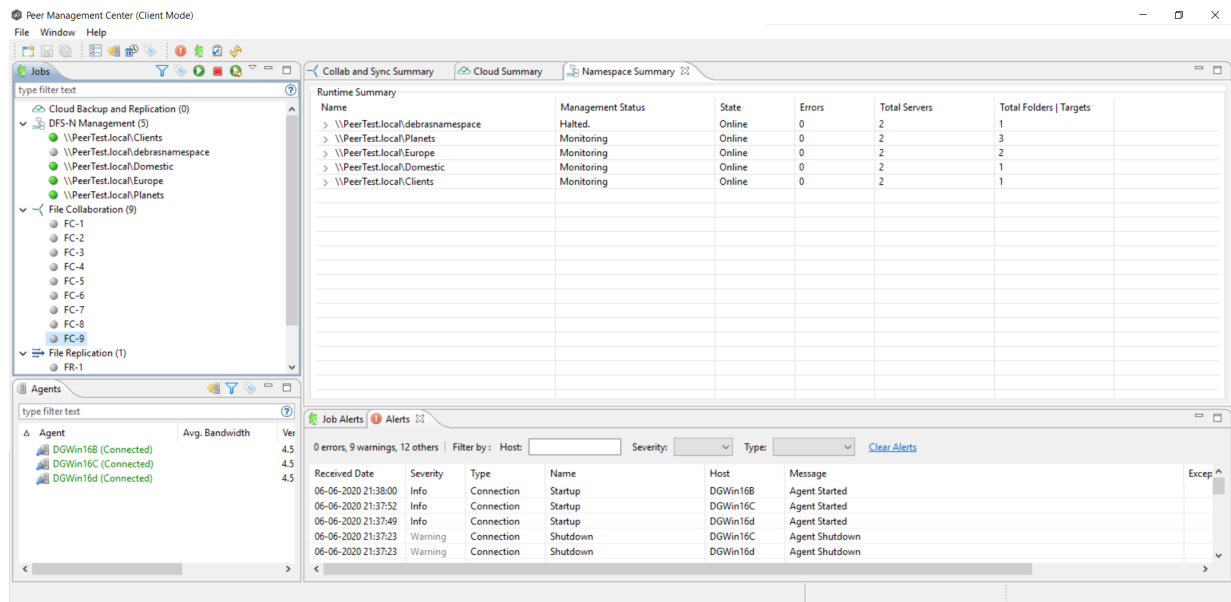 Peer Management Center (Client Mode)
File Window Help
Jobs
type filter text
Cloud Backup and Replication (0)
DFS-N Management (5)
\\PeerTest.local\Clients
\\PeerTest.local\debrasnamespace
\\PeerTest.local\Domestic
\\PeerTest.local\Europe
\\PeerTest.local\Planets
File Collaboration (9)
FC-1
FC-2
FC-3
FC-4
FC-5
FC-6
FC-7
FC-8
FC-9
File Replication (1)
FR-1
Agents
type filter text
Agent Avg. Bandwidth Ver
DGWin16B (Connected) 4.5
DGWin16C (Connected) 4.5
DGWin16d (Connected) 4.5
Collab and Sync Summary Cloud Summary Namespace Summary
Runtime Summary
Name Management Status State Errors Total Servers Total Folders | Targets
\\PeerTest.local\debrasnamespace Halted. Online 0 2 1
\\PeerTest.local\Planets Monitoring Online 0 2 3
\\PeerTest.local\Europe Monitoring Online 0 2 2
\\PeerTest.local\Domestic Monitoring Online 0 2 1
\\PeerTest.local\Clients Monitoring Online 0 2 1
Job Alerts Alerts
0 errors, 9 warnings, 12 others Filter by : Host: Severity: Type: Clear Alerts
Received Date Severity Type Name Host Message Excep
06-06-2020 21:38:00 Info Connection Startup DGWin16B Agent Started
06-06-2020 21:37:52 Info Connection Startup DGWin16C Agent Started
06-06-2020 21:37:49 Info Connection Startup DGWin16d Agent Started
06-06-2020 21:37:23 Warning Connection Shutdown DGWin16C Agent Shutdown
06-06-2020 21:37:23 Warning Connection Shutdown DGWin16d Agent Shutdown